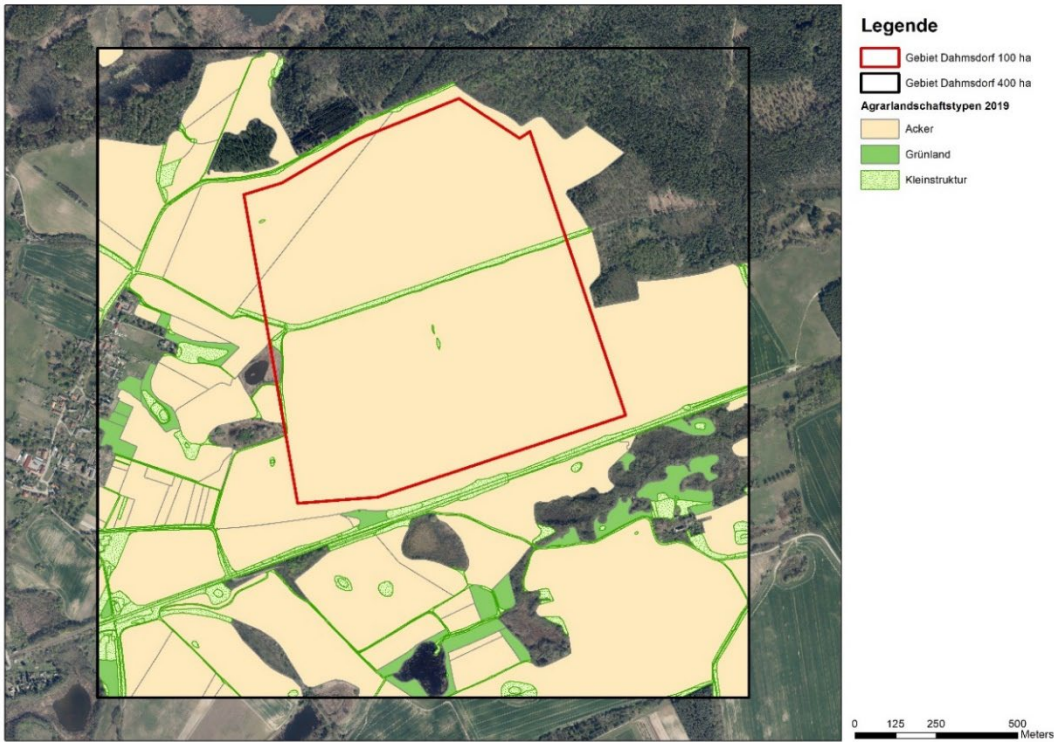 Legende
Gebiet Dahmsdorf 100 ha
Gebiet Dahmsdorf 400 ha
Agrarlandschaftstypen 2019
Acker
Grünland
Kleinstruktur
0 125 250 500
Meters